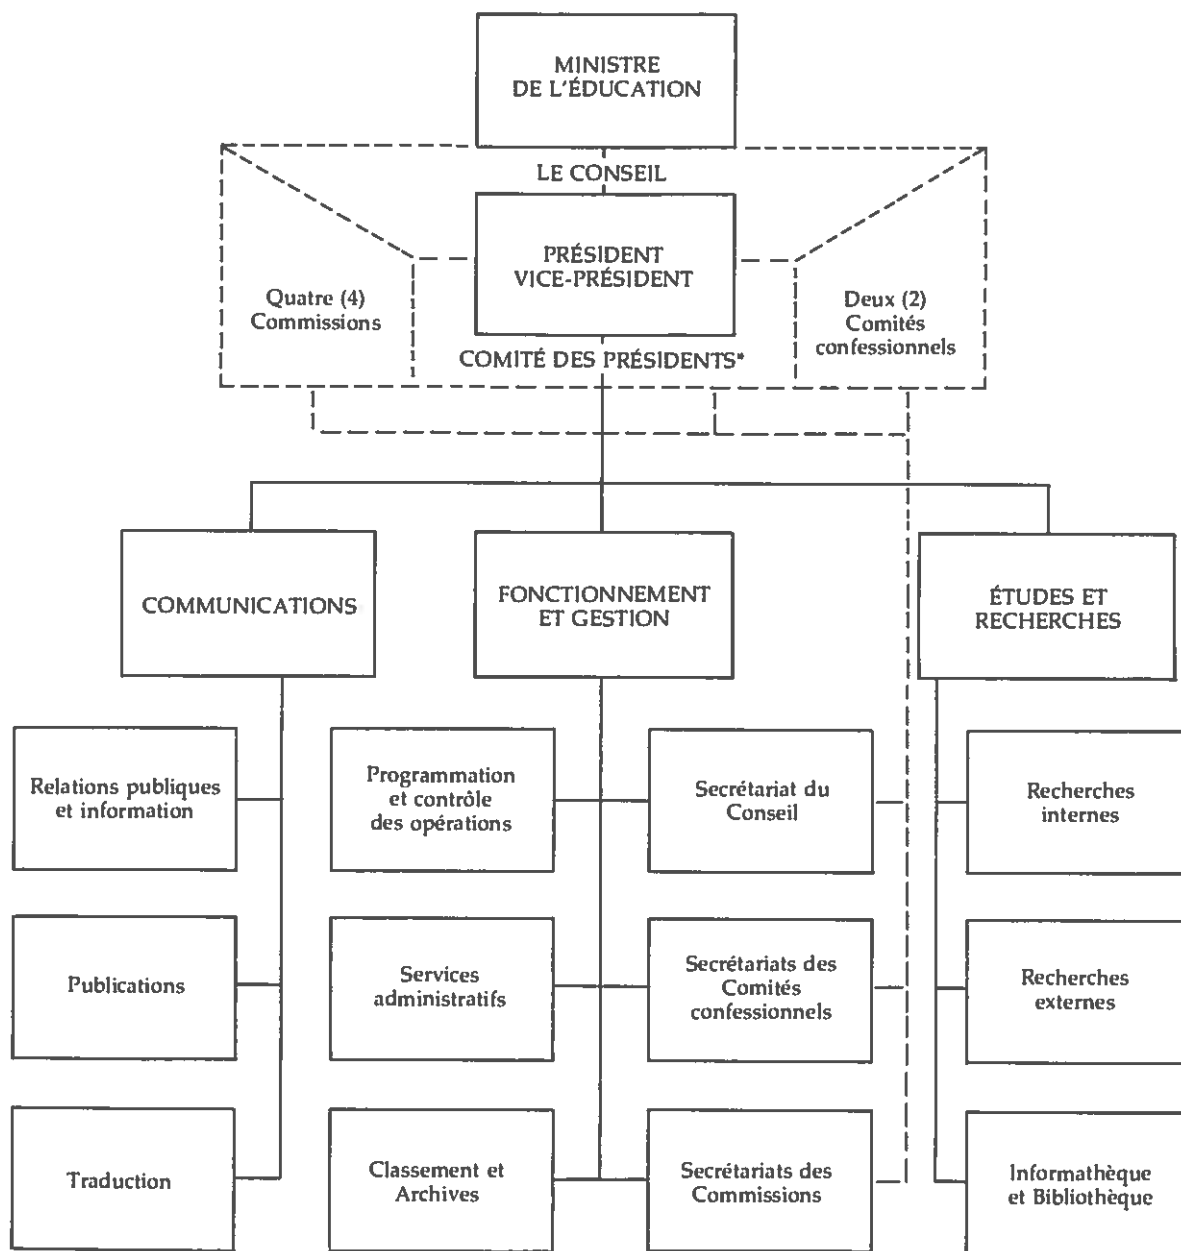 MINISTRE
DE L'ÉDUCATION
LE CONSEIL
PRÉSIDENT
VICE-PRÉSIDENT
Quatre (4)
Commissions
Deux (2)
Comités
confessionnels
COMITÉ DES PRÉSIDENTS*
COMMUNICATIONS
FONCTIONNEMENT
ET GESTION
ÉTUDES ET
RECHERCHES
Relations publiques
et information
Programmation
et contrôle
des opérations
Secrétariat du
Conseil
Recherches
internes
Publications
Services
administratifs
Secrétariats des
Comités
confessionnels
Recherches
externes
Traduction
Classement et
Archives
Secrétariats des
Commissions
Informathèque
et Bibliothèque